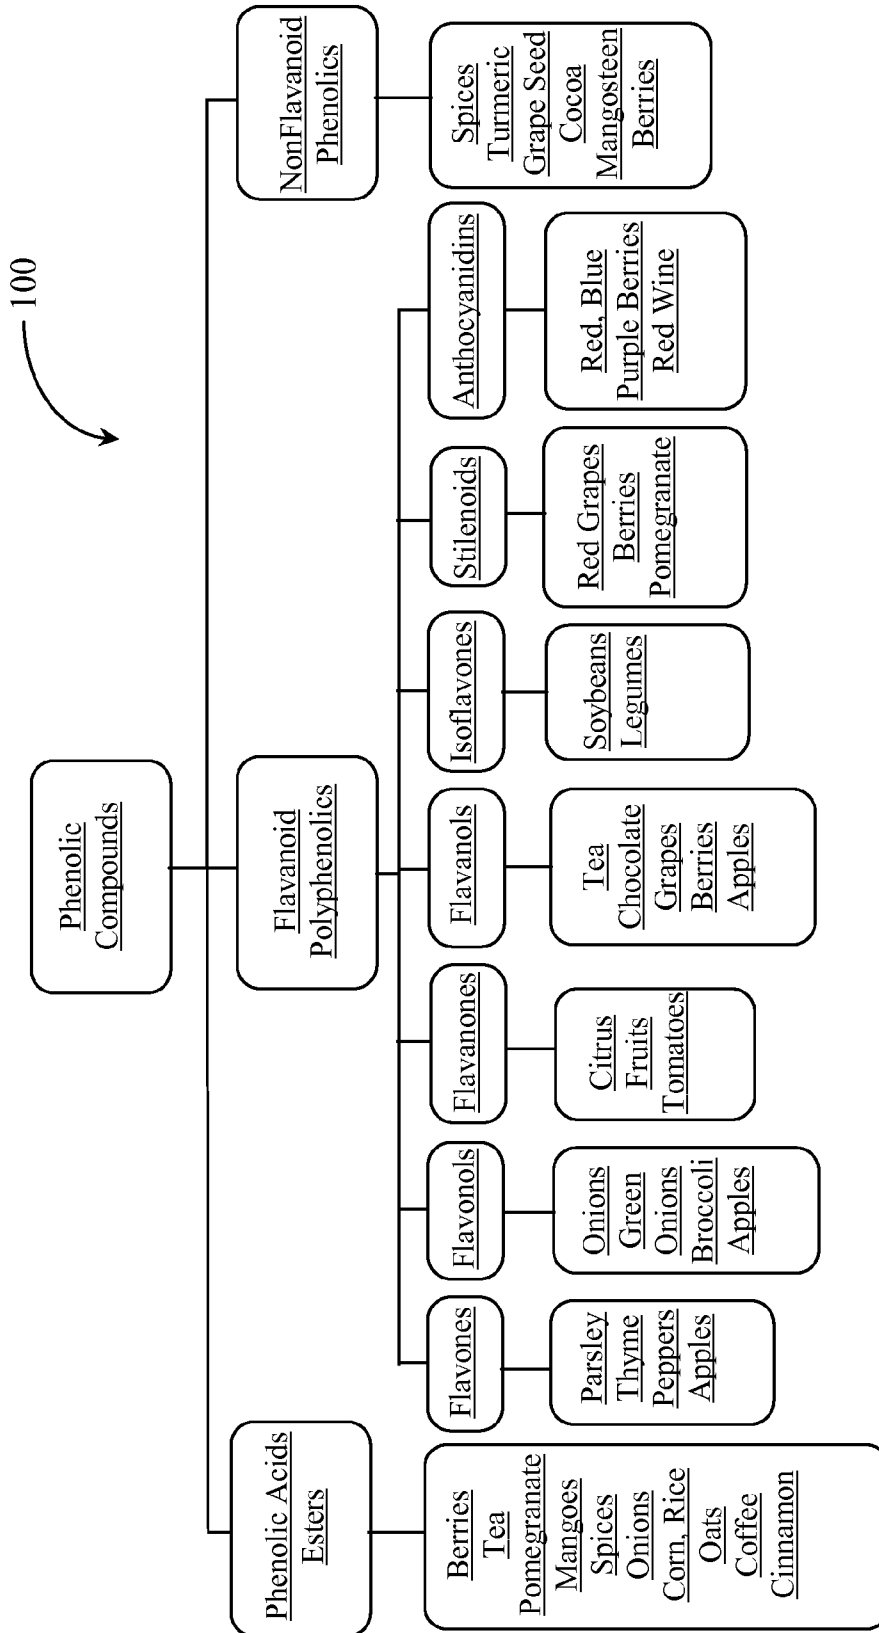 100
Phenolic
Compounds
Phenolic Acids
Esters
Flavanoid
Polyphenolics
NonFlavanoid
Phenolics
Flavones
Flavonols
Flavanones
Flavanols
Isoflavones
Stilenoids
Anthocyanidins
Berries
Tea
Pomegranate
Mangoes
Spices
Onions
Corn, Rice
Oats
Coffee
Cinnamon
Parsley
Thyme
Peppers
Apples
Onions
Green
Onions
Broccoli
Apples
Citrus
Fruits
Tomatoes
Tea
Chocolate
Grapes
Berries
Apples
Soybeans
Legumes
Red Grapes
Berries
Pomegranate
Red, Blue
Purple Berries
Red Wine
Spices
Turmeric
Grape Seed
Cocoa
Mangosteen
Berries